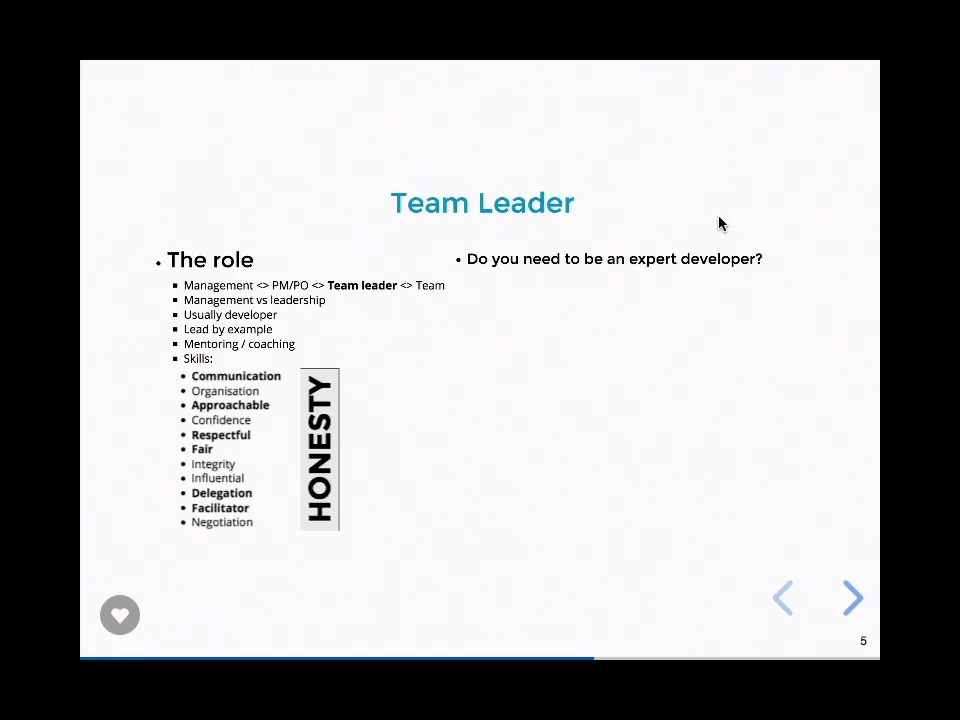 Team Leader
The role
Management <> PM/PO <> Team leader <> Team
Management vs leadership
Usually developer
Lead by example
Mentoring / coaching
Skills:
Communication
Organisation
Approachable
Confidence
Respectful
Fair
Integrity
Influential
Delegation
Facilitator
Negotiation
HONESTY
Do you need to be an expert developer?
5